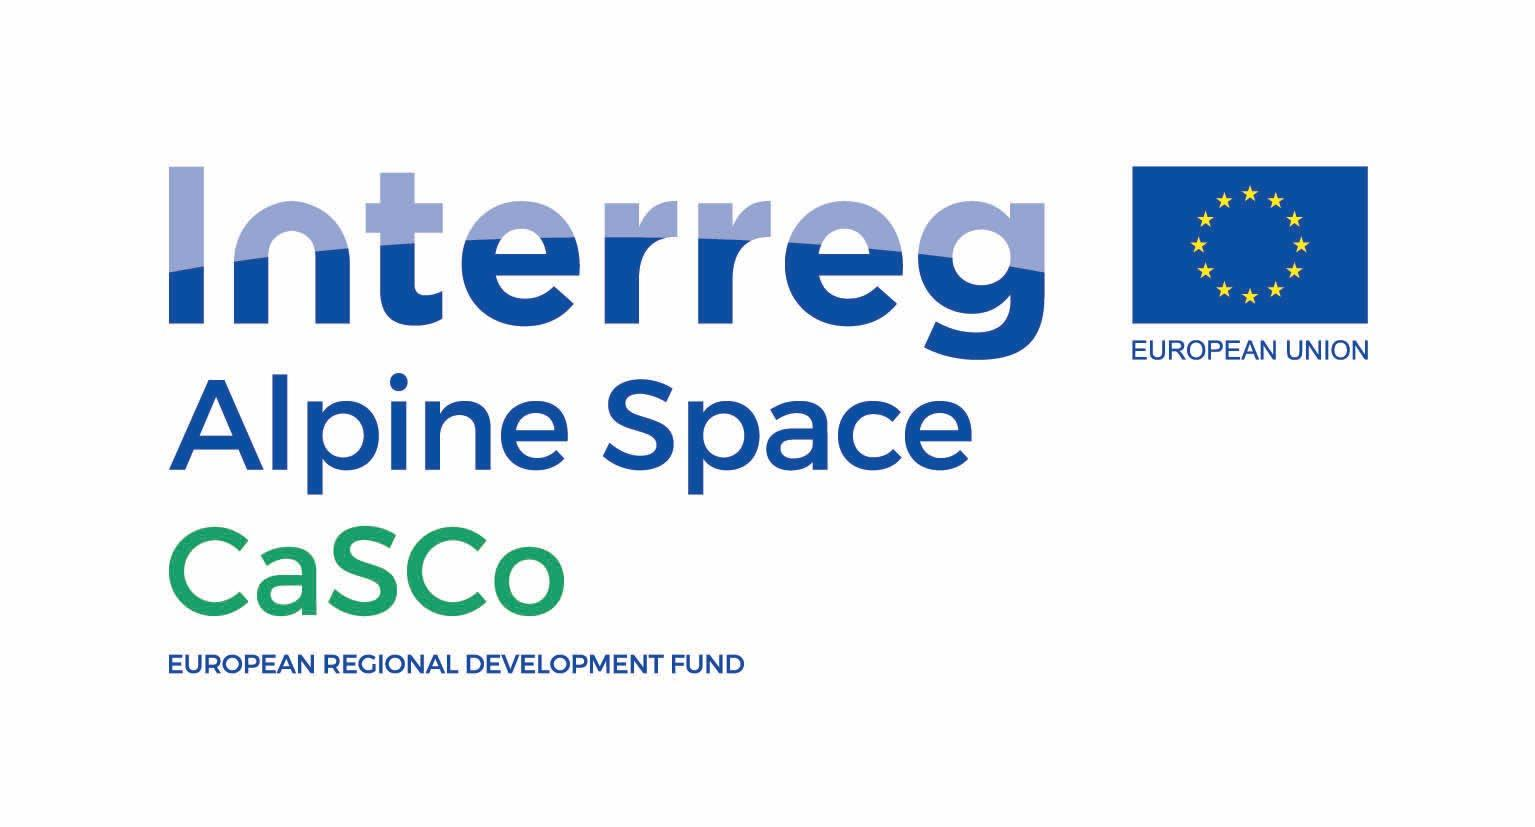 Interreg
EUROPEAN UNION
Alpine Space
CaSCo
EUROPEAN REGIONAL DEVELOPMENT FUND